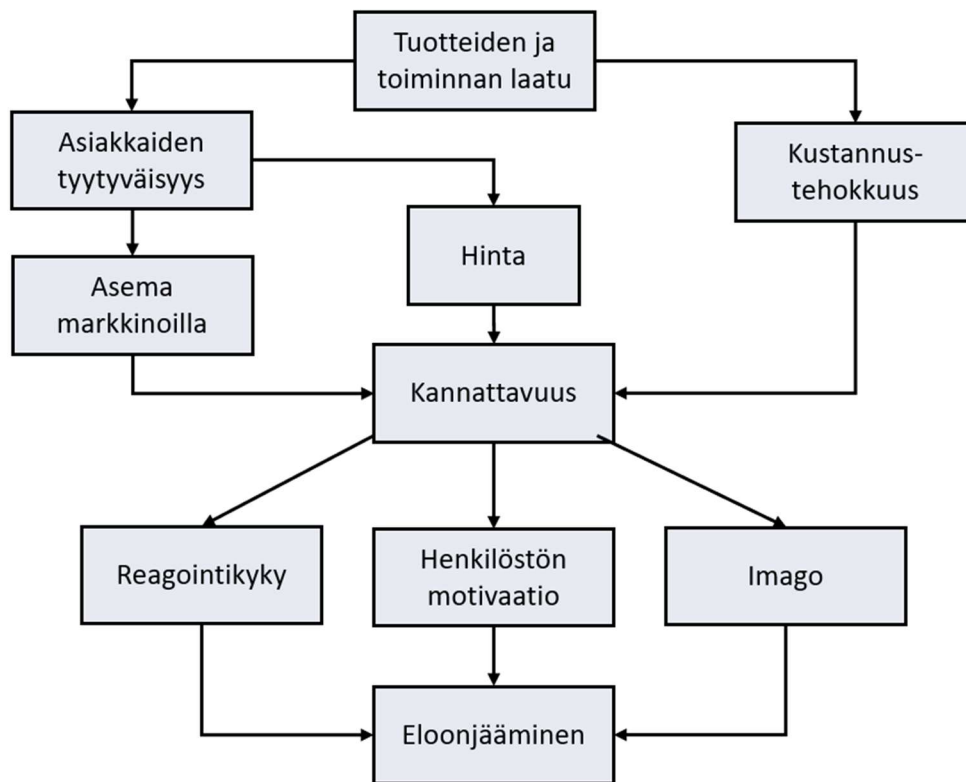 Tuotteiden ja
toiminnan laatu
Asiakkaiden
tyytyväisyys
Kustannus-
tehokkuus
Hinta
Asema
markkinoilla
Kannattavuus
Reagointikyky
Henkilöstön
motivaatio
Imago
Eloonjääminen